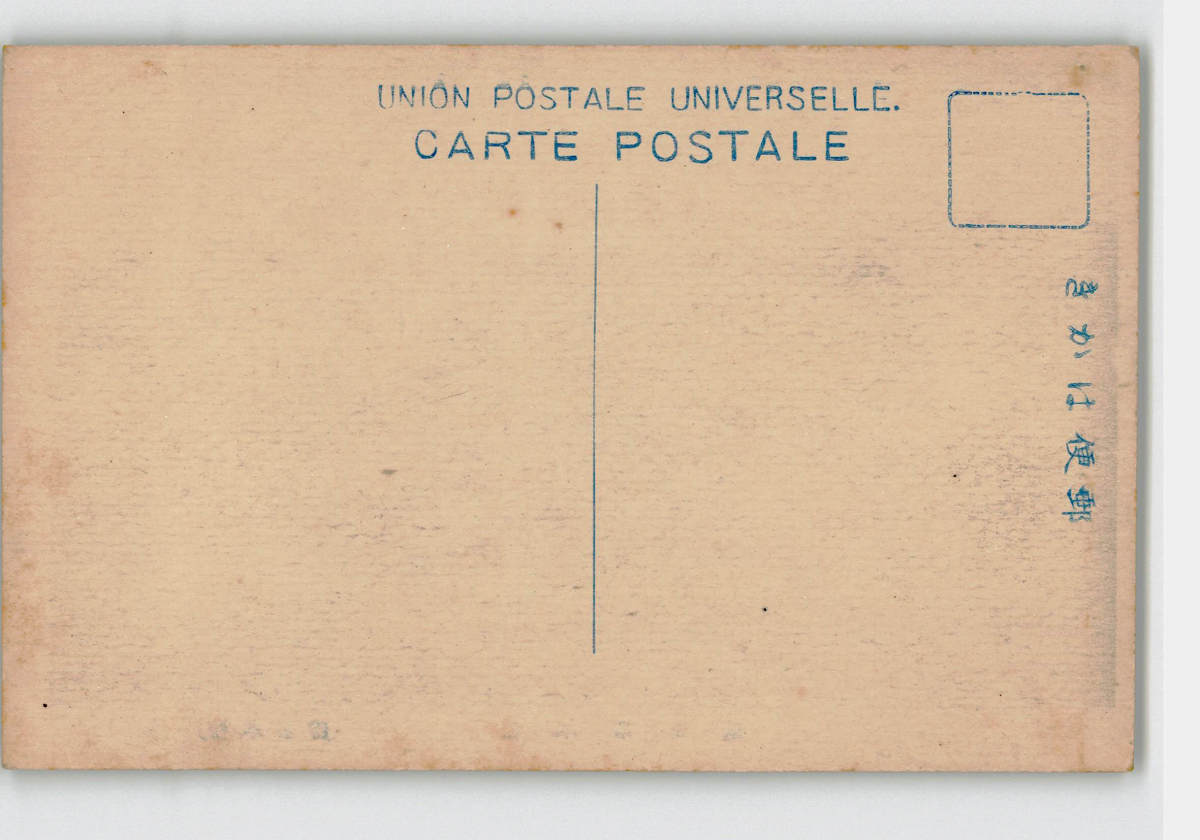 UNION POSTALE UNIVERSELLE.
CARTE POSTALE
郵便はかき